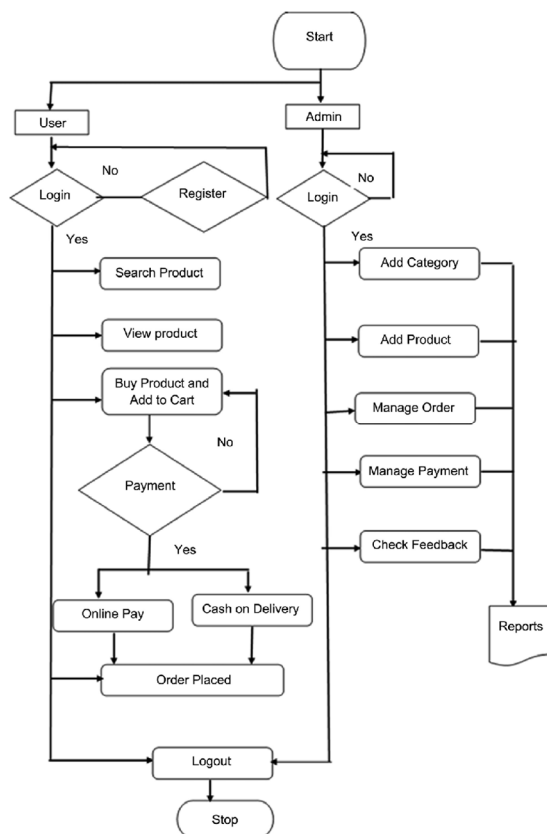 Start
User
Admin
Login
No
Register
Login
No
Yes
Yes
Search Product
Add Category
View product
Add Product
Buy Product and
Add to Cart
Manage Order
No
Payment
Manage Payment
Yes
Check Feedback
Online Pay
Cash on Delivery
Reports
Order Placed
Logout
Stop